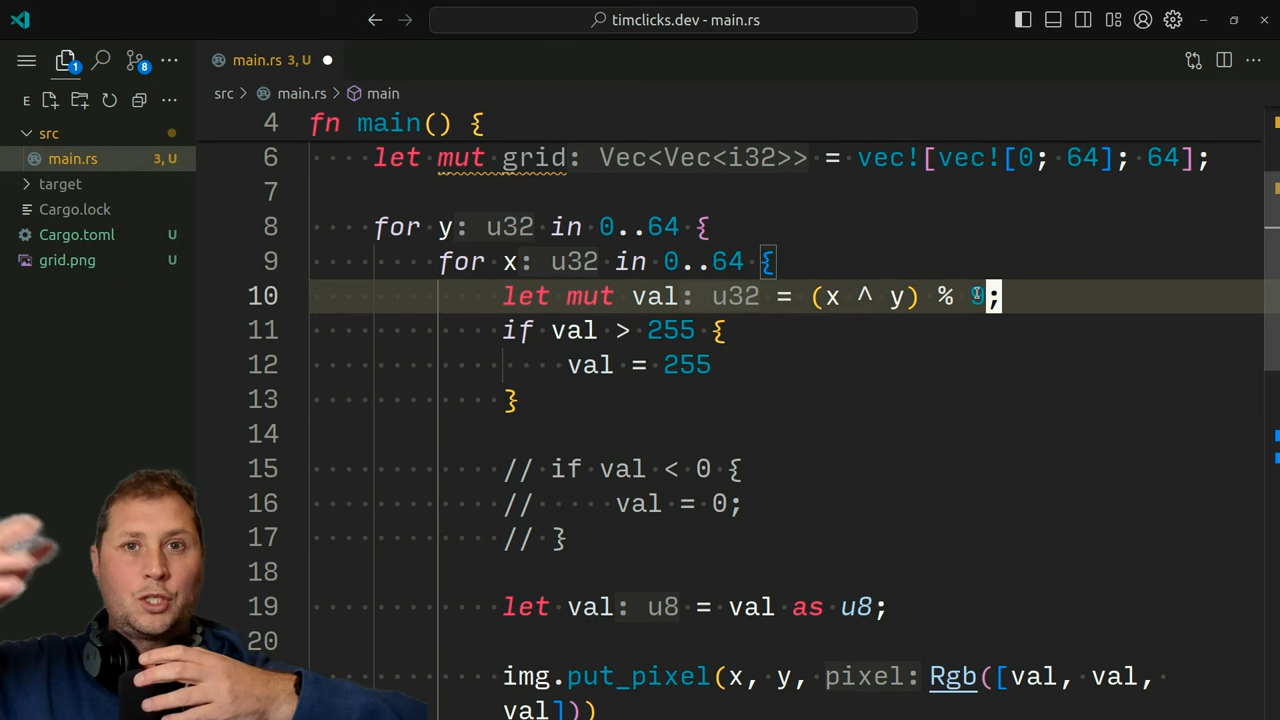 timclicks.dev - main.rs
1
8
main.rs 3, U
E
src > main.rs > main
src
main.rs 3, U
target
Cargo.lock
Cargo.toml U
grid.png U
4 fn main() {
6 let mut grid: Vec<Vec<i32>> = vec![vec![0; 64]; 64];
7
8 for y: u32 in 0..64 {
9 for x: u32 in 0..64 {
10 let mut val: u32 = (x ^ y) % 9;
11 if val > 255 {
12 val = 255
13 }
14
15 // if val < 0 {
16 // val = 0;
17 // }
18
19 let val: u8 = val as u8;
20
img.put_pixel(x, y, pixel: Rgb([val, val,
val]))